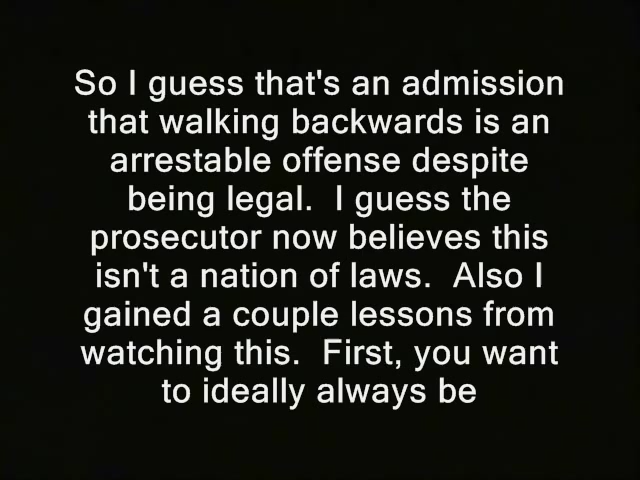 So I guess that's an admission
that walking backwards is an
arrestable offense despite
being legal.  I guess the
prosecutor now believes this
isn't a nation of laws.  Also I
gained a couple lessons from
watching this.  First, you want
to ideally always be